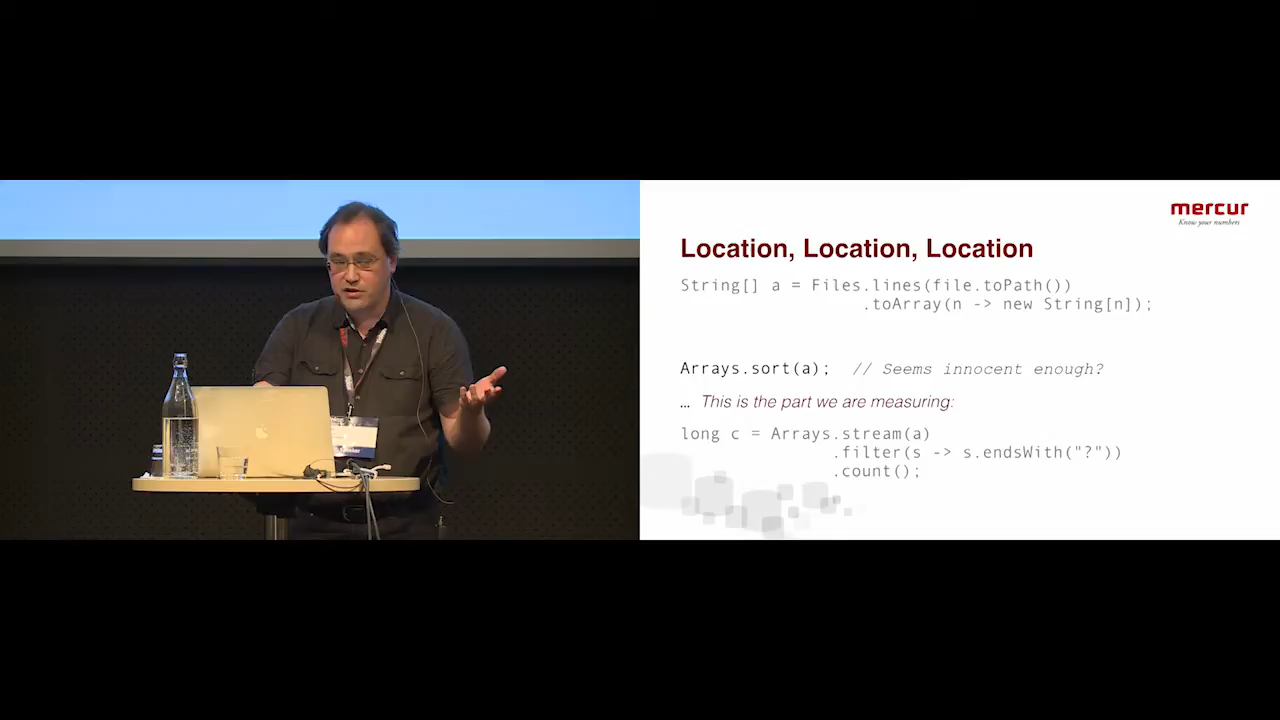 mercur
Know your numbers
Location, Location, Location
String[] a = Files.lines(file.toPath())
.toArray(n -> new String[n]);
Arrays.sort(a); // Seems innocent enough?
… This is the part we are measuring:
long c = Arrays.stream(a)
.filter(s -> s.endsWith("?"))
.count();